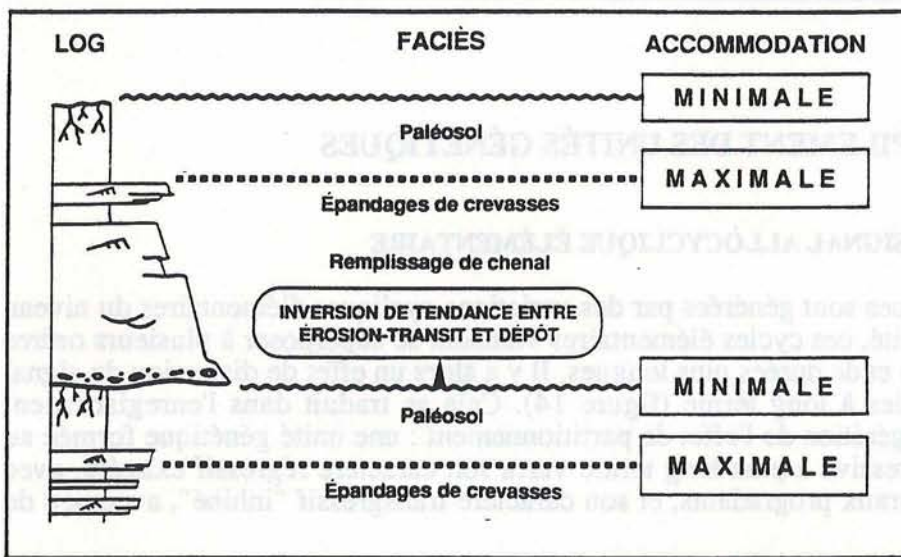 LOG FACIÈS ACCOMMODATION
MINIMALE
Paléosol
MAXIMALE
Épandages de crevasses
Remplissage de chenal
INVERSION DE TENDANCE ENTRE
ÉROSION-TRANSIT ET DÉPÔT
MINIMALE
Paléosol
MAXIMALE
Épandages de crevasses